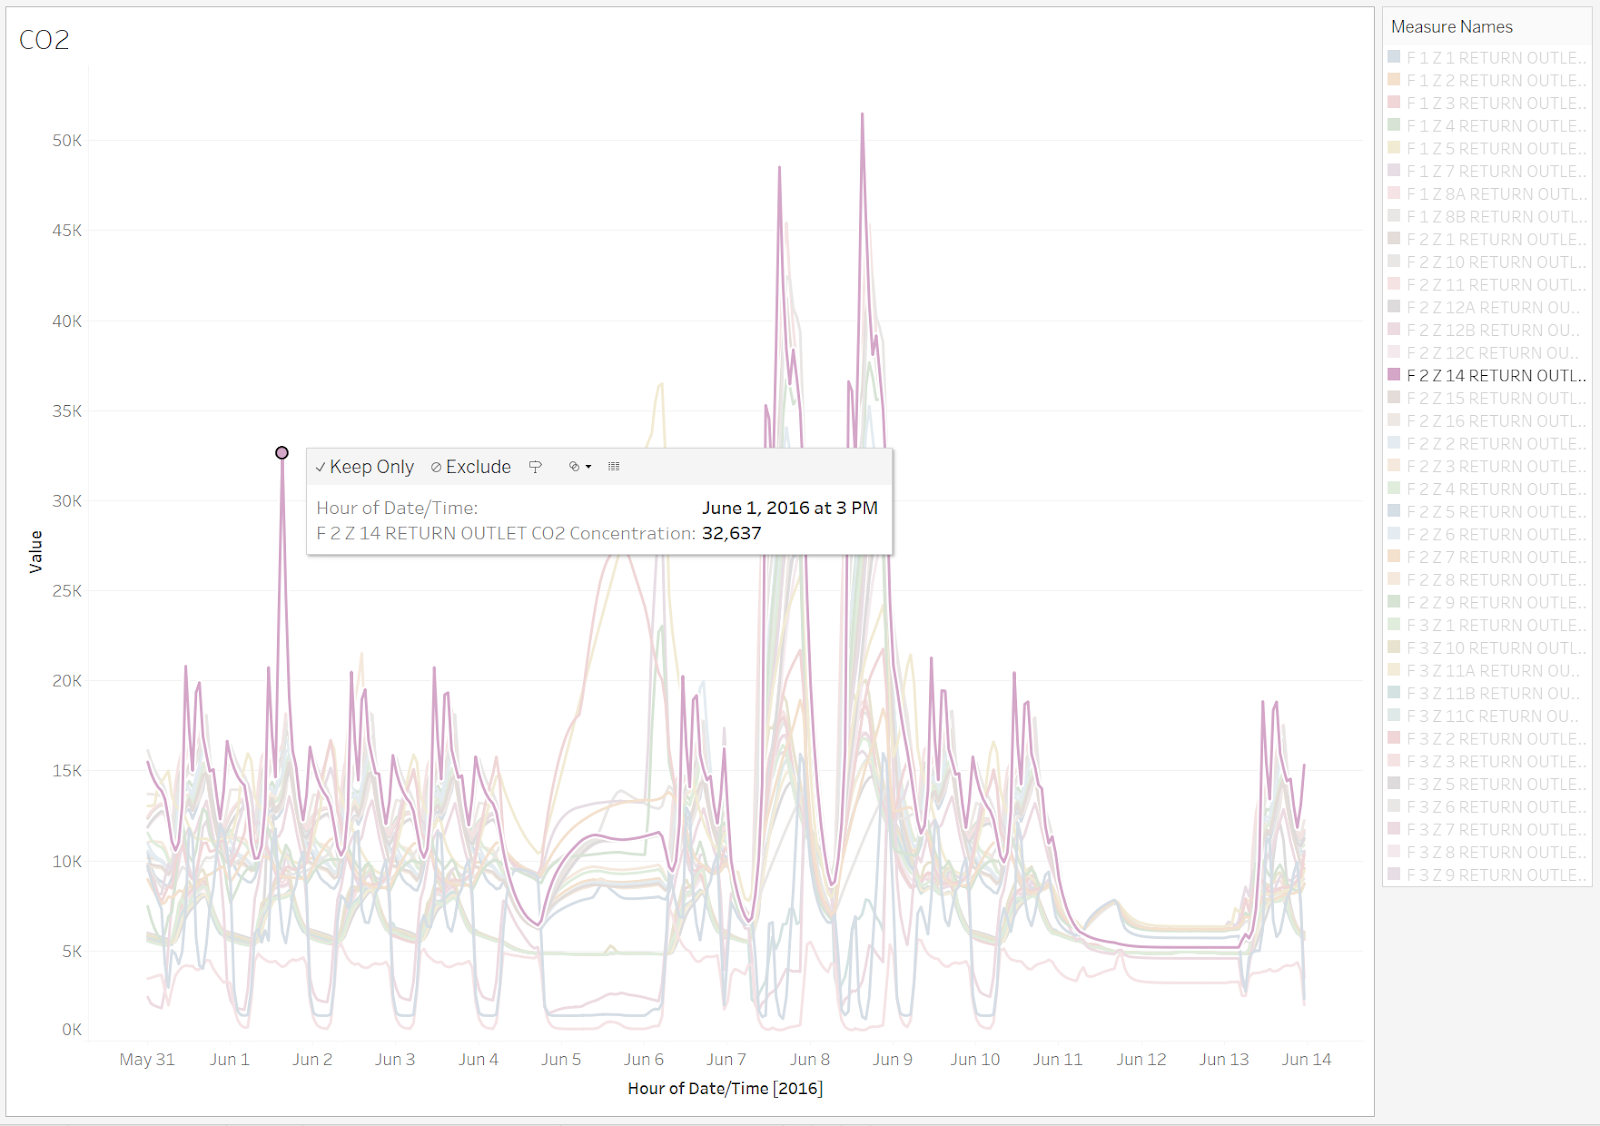 CO2
50K
45K
40K
35K
30K
25K
20K
15K
10K
5K
0K
Value
Keep Only Exclude
Hour of Date/Time: June 1, 2016 at 3 PM
F 2 Z 14 RETURN OUTLET CO2 Concentration: 32,637
May 31 Jun 1 Jun 2 Jun 3 Jun 4 Jun 5 Jun 6 Jun 7 Jun 8 Jun 9 Jun 10 Jun 11 Jun 12 Jun 13 Jun 14
Hour of Date/Time [2016]
Measure Names
F 1 Z 1 RETURN OUTLE..
F 1 Z 2 RETURN OUTLE..
F 1 Z 3 RETURN OUTLE..
F 1 Z 4 RETURN OUTLE..
F 1 Z 5 RETURN OUTLE..
F 1 Z 7 RETURN OUTLE..
F 1 Z 8A RETURN OUTL..
F 1 Z 8B RETURN OUTL..
F 2 Z 1 RETURN OUTLE..
F 2 Z 10 RETURN OUTL..
F 2 Z 11 RETURN OUTL..
F 2 Z 12A RETURN OU..
F 2 Z 12B RETURN OU..
F 2 Z 12C RETURN OU..
F 2 Z 14 RETURN OUTL..
F 2 Z 15 RETURN OUTL..
F 2 Z 16 RETURN OUTL..
F 2 Z 2 RETURN OUTLE..
F 2 Z 3 RETURN OUTLE..
F 2 Z 4 RETURN OUTLE..
F 2 Z 5 RETURN OUTLE..
F 2 Z 6 RETURN OUTLE..
F 2 Z 7 RETURN OUTLE..
F 2 Z 8 RETURN OUTLE..
F 2 Z 9 RETURN OUTLE..
F 3 Z 1 RETURN OUTLE..
F 3 Z 10 RETURN OUTL..
F 3 Z 11A RETURN OU..
F 3 Z 11B RETURN OU..
F 3 Z 11C RETURN OU..
F 3 Z 2 RETURN OUTLE..
F 3 Z 3 RETURN OUTLE..
F 3 Z 5 RETURN OUTLE..
F 3 Z 6 RETURN OUTLE..
F 3 Z 7 RETURN OUTLE..
F 3 Z 8 RETURN OUTLE..
F 3 Z 9 RETURN OUTLE..